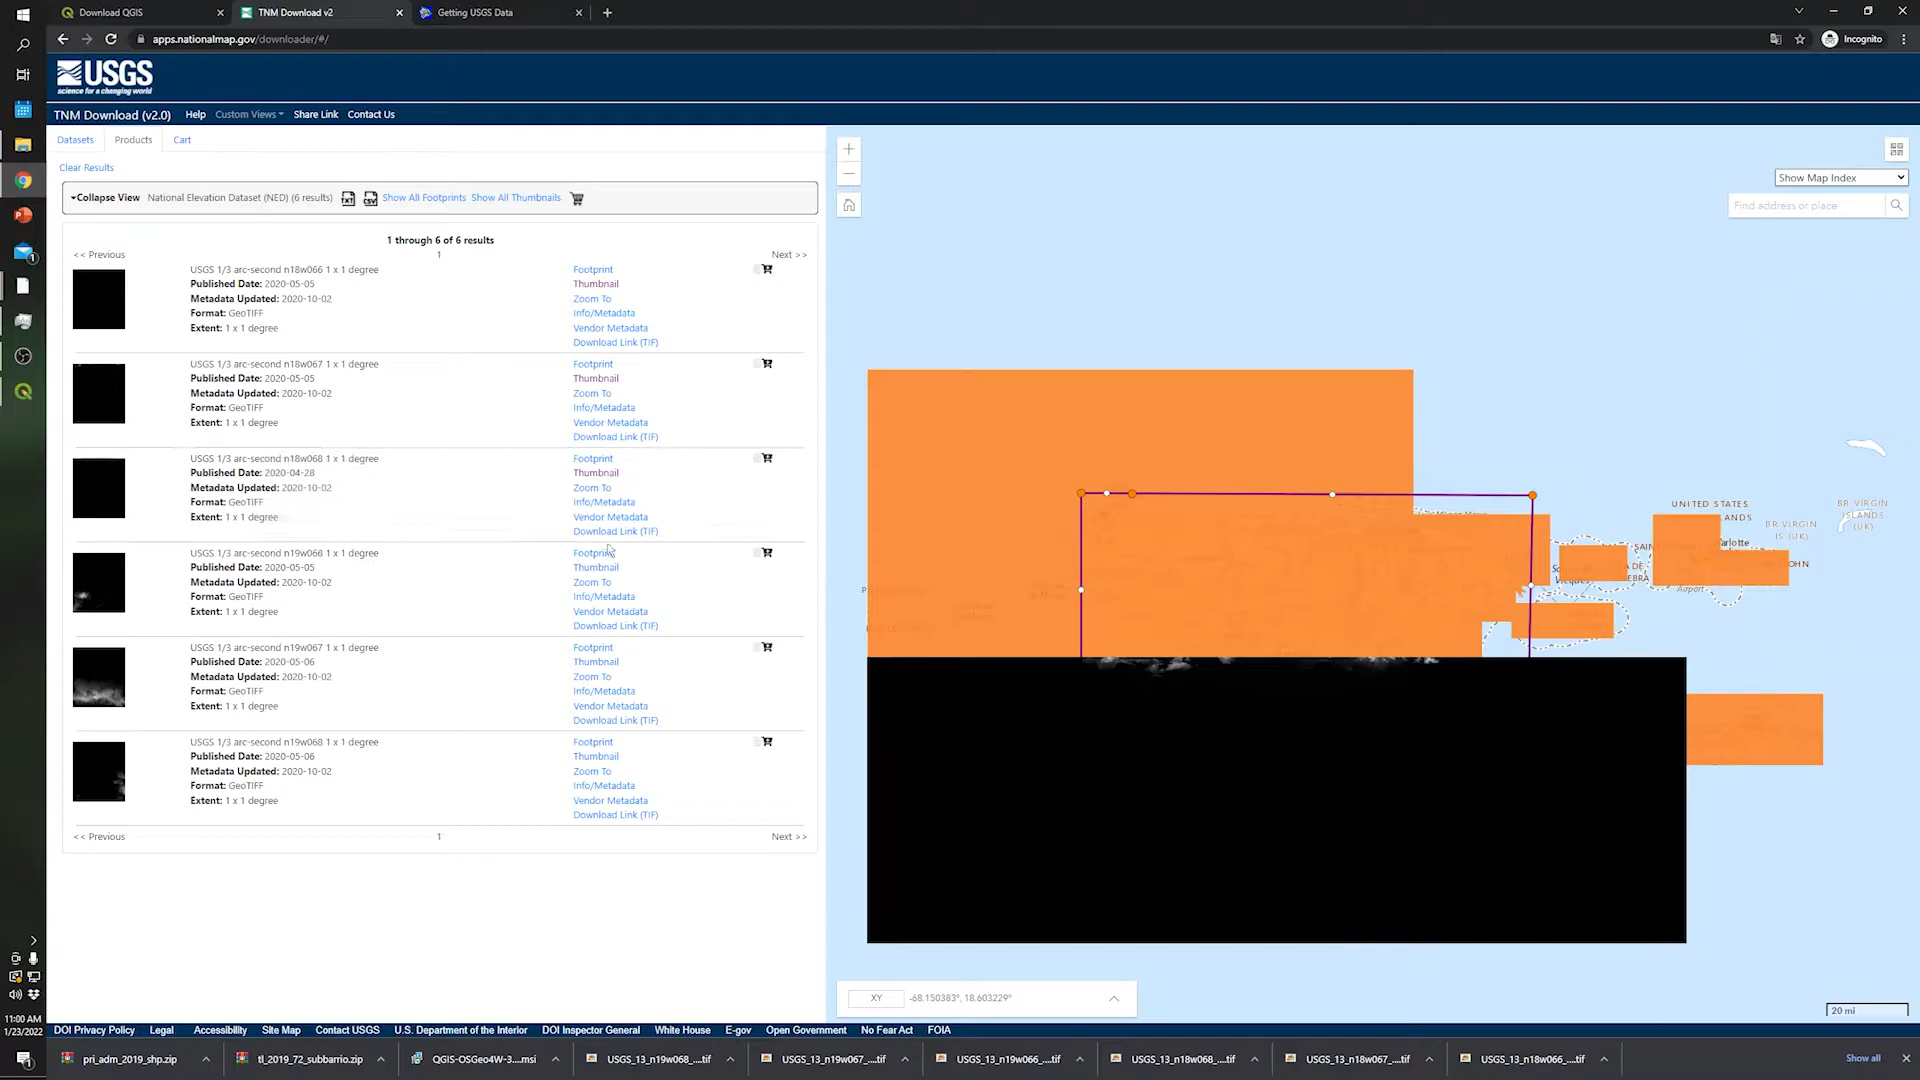 Download QGIS
TNM Download v2
Getting USGS Data
apps.nationalmap.gov/downloader/#/
Incognito
USGS
science for a changing world
TNM Download (v2.0) Help Custom Views Share Link Contact Us
Datasets Products Cart
Clear Results
Collapse View National Elevation Dataset (NED) (6 results) TXT CSV Show All Footprints Show All Thumbnails
1 through 6 of 6 results
<< Previous 1 Next >>
USGS 1/3 arc-second n18w066 1 x 1 degree
Published Date: 2020-05-05
Metadata Updated: 2020-10-02
Format: GeoTIFF
Extent: 1 x 1 degree
Footprint
Thumbnail
Zoom To
Info/Metadata
Vendor Metadata
Download Link (TIF)
USGS 1/3 arc-second n18w067 1 x 1 degree
Published Date: 2020-05-05
Metadata Updated: 2020-10-02
Format: GeoTIFF
Extent: 1 x 1 degree
Footprint
Thumbnail
Zoom To
Info/Metadata
Vendor Metadata
Download Link (TIF)
USGS 1/3 arc-second n18w068 1 x 1 degree
Published Date: 2020-04-28
Metadata Updated: 2020-10-02
Format: GeoTIFF
Extent: 1 x 1 degree
Footprint
Thumbnail
Zoom To
Info/Metadata
Vendor Metadata
Download Link (TIF)
USGS 1/3 arc-second n19w068 1 x 1 degree
Published Date: 2020-05-05
Metadata Updated: 2020-10-02
Format: GeoTIFF
Extent: 1 x 1 degree
Footprint
Thumbnail
Zoom To
Info/Metadata
Vendor Metadata
Download Link (TIF)
USGS 1/3 arc-second n19w067 1 x 1 degree
Published Date: 2020-05-06
Metadata Updated: 2020-10-02
Format: GeoTIFF
Extent: 1 x 1 degree
Footprint
Thumbnail
Zoom To
Info/Metadata
Vendor Metadata
Download Link (TIF)
USGS 1/3 arc-second n19w068 1 x 1 degree
Published Date: 2020-05-06
Metadata Updated: 2020-10-02
Format: GeoTIFF
Extent: 1 x 1 degree
Footprint
Thumbnail
Zoom To
Info/Metadata
Vendor Metadata
Download Link (TIF)
<< Previous 1 Next >>
Show Map Index
Find address or place
UNITED STATES
LANDS
BR VIRGIN
ISLANDS
(UK)
BR VIRGIN
IS (UK)
arlotte
OHN
SAN
A DE
EBRA
Vieques
Airport
XY -68.150383°, 18.603229°
20 mi
DOI Privacy Policy Legal Accessibility Site Map Contact USGS U.S. Department of the Interior DOI Inspector General White House E-gov Open Government No Fear Act FOIA
11:00 AM
1/23/2022
pri_adm_2019_shp.zip
tl_2019_72_subbarrio.zip
QGIS-OSGeo4W-3....msi
USGS_13_n19w068_....tif
USGS_13_n19w067_....tif
USGS_13_n19w066_....tif
USGS_13_n18w068_....tif
USGS_13_n18w067_....tif
USGS_13_n18w066_....tif
Show all